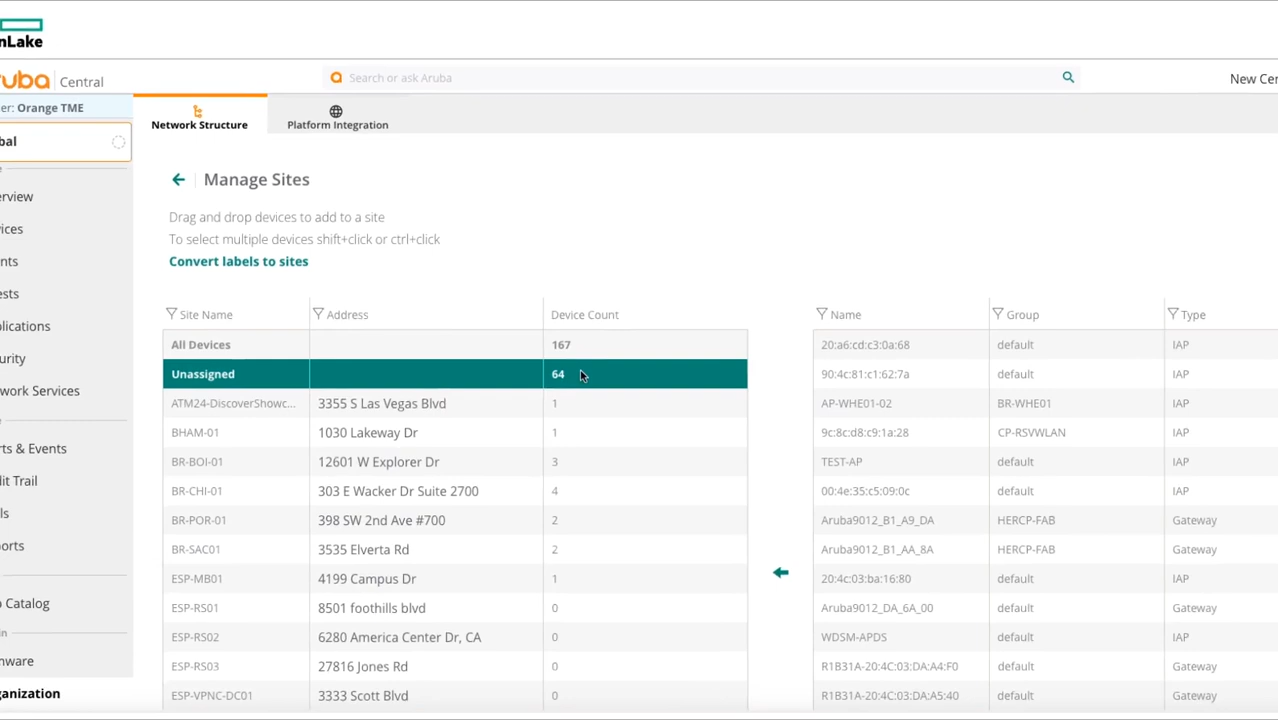 nLake
uba Central
Search or ask Aruba
New Cer
er: Orange TME
bal
erview
ices
nts
ests
lications
urity
work Services
rts & Events
dit Trail
ls
orts
Catalog
in
ware
ganization
Network Structure
Platform Integration
Manage Sites
Drag and drop devices to add to a site
To select multiple devices shift+click or ctrl+click
Convert labels to sites
Site Name Address Device Count
All Devices 167
Unassigned 64
ATM24-DiscoverShowc... 3355 S Las Vegas Blvd 1
BHAM-01 1030 Lakeway Dr 1
BR-BOI-01 12601 W Explorer Dr 3
BR-CHI-01 303 E Wacker Dr Suite 2700 4
BR-POR-01 398 SW 2nd Ave #700 2
BR-SAC01 3535 Elverta Rd 2
ESP-MB01 4199 Campus Dr 1
ESP-RS01 8501 foothills blvd 0
ESP-RS02 6280 America Center Dr, CA 0
ESP-RS03 27816 Jones Rd 0
ESP-VPNC-DC01 3333 Scott Blvd 0
Name Group Type
20:a6:cd:c3:0a:68 default IAP
90:4c:81:c1:62:7a default IAP
AP-WHE01-02 BR-WHE01 IAP
9c:8c:d8:c9:1a:28 CP-RSVWLAN IAP
TEST-AP default IAP
00:4e:35:c5:09:0c default IAP
Aruba9012_B1_A9_DA HERCP-FAB Gateway
Aruba9012_B1_AA_8A HERCP-FAB Gateway
20:4c:03:ba:16:80 default IAP
Aruba9012_DA_6A_00 default Gateway
WDSM-APDS default IAP
R1B31A-20:4C:03:DA:A4:F0 default Gateway
R1B31A-20:4C:03:DA:A5:40 default Gateway